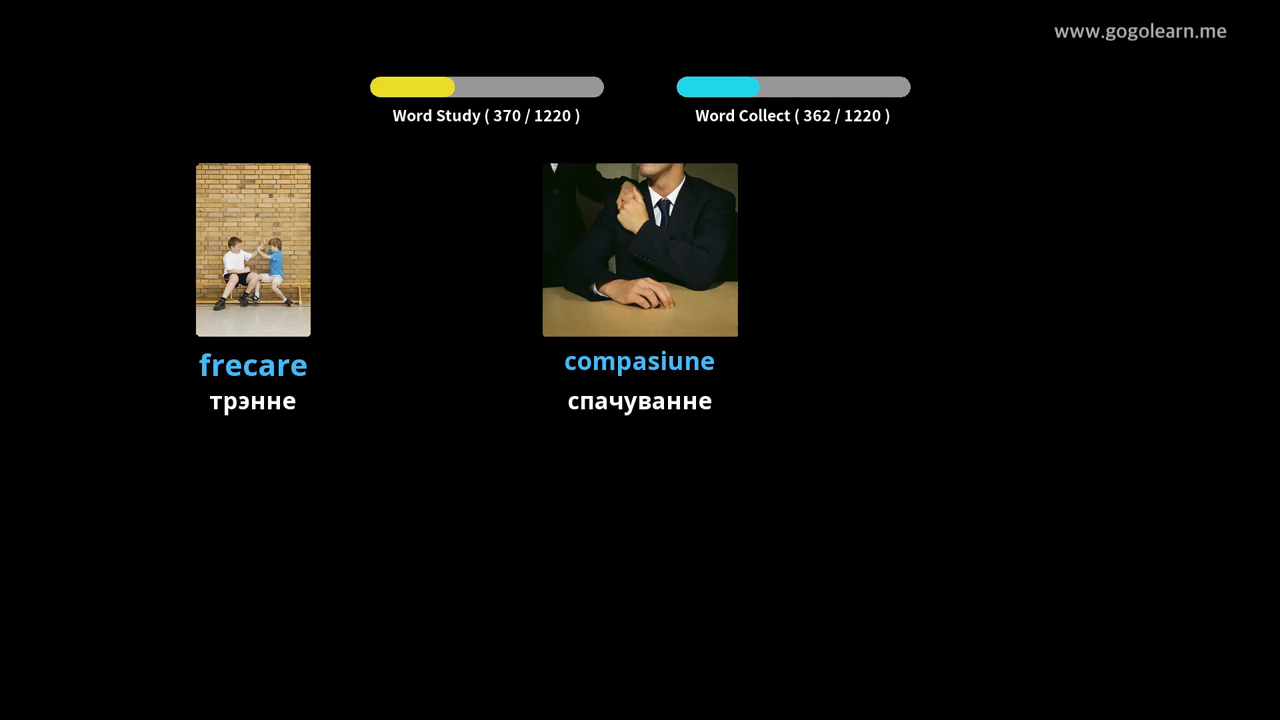 www.gogolearn.me
Word Study ( 370 / 1220 )
Word Collect ( 362 / 1220 )
frecare
трэнне
compasiune
спачуванне